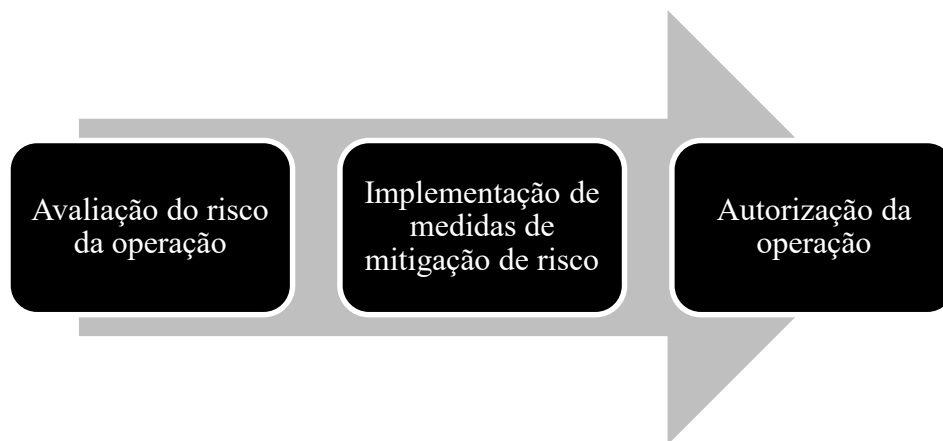 Avaliação do risco
da operação
Implementação de
medidas de
mitigação de risco
Autorização da
operação